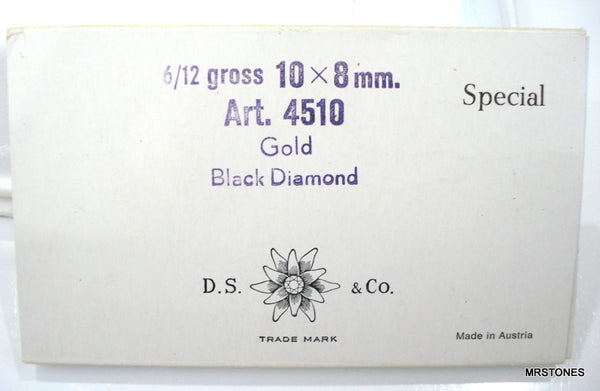 6/12 gross 10 × 8 mm.
Art. 4510
Special
Gold
Black Diamond
D.S. & Co.
TRADE MARK
Made in Austria
MRSTONES